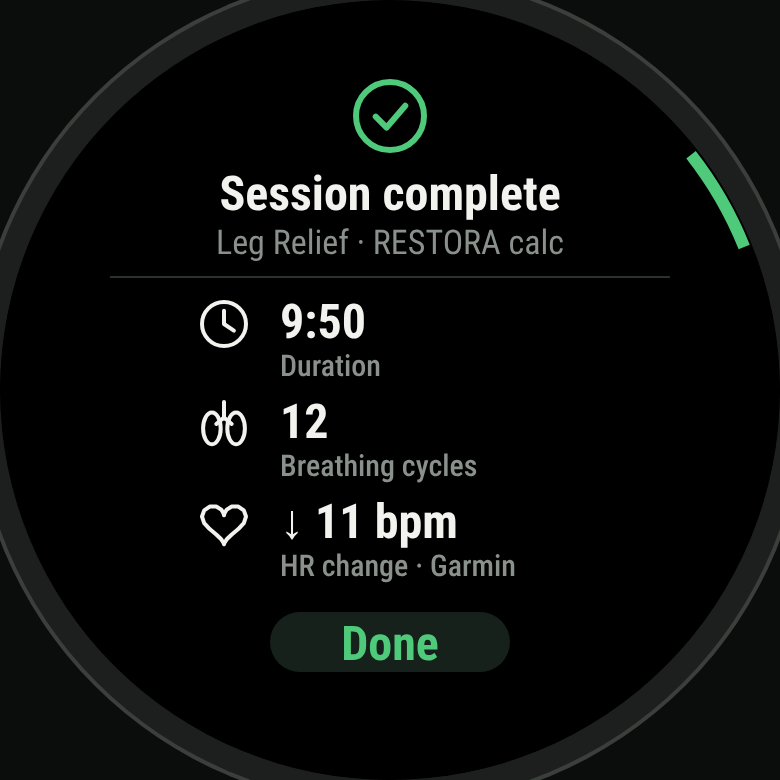 Session complete
Leg Relief · RESTORA calc
9:50
Duration
12
Breathing cycles
↓ 11 bpm
HR change · Garmin
Done